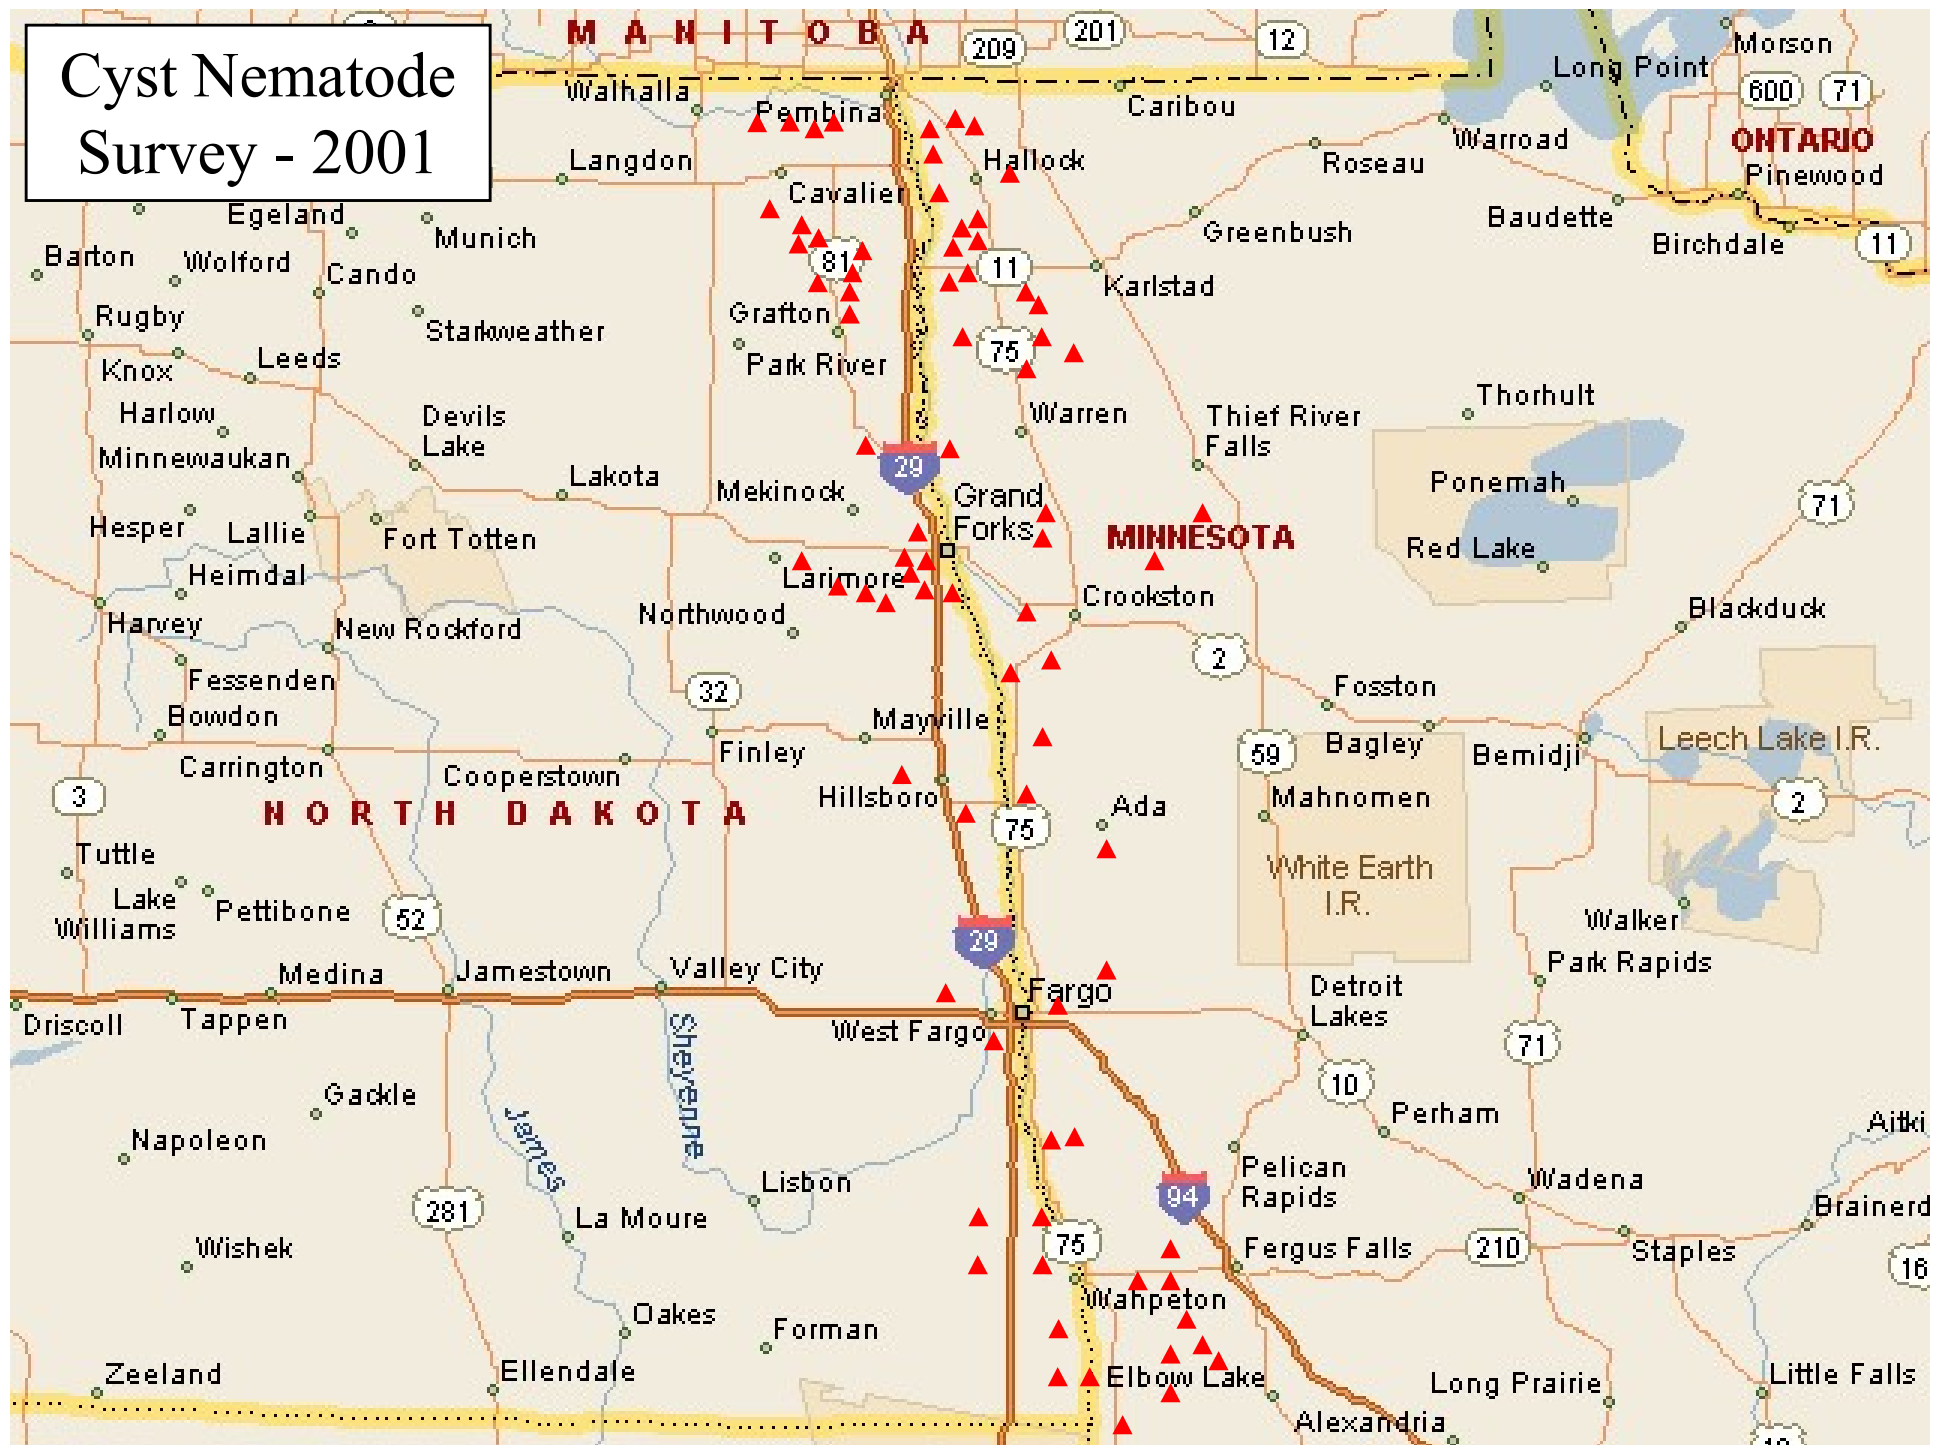 Cyst Nematode
Survey - 2001
M A N I T O B A
209
201
12
Morson
Long Point
600
71
Walhalla
Pembina
Caribou
Warroad
ONTARIO
Langdon
Hallock
Roseau
Pinewood
Cavalier
Egeland
Munich
Greenbush
Baudette
Birchdale
11
Barton
Wolford
Cando
81
11
Karlstad
Rugby
Starkweather
Grafton
75
Knox
Leeds
Park River
Harlow
Devils
Lake
Warren
Thief River
Falls
Thorhult
Minnewaukan
Lakota
29
Mekinock
Grand
Forks
Ponemah
71
Hesper
Lallie
Fort Totten
MINNESOTA
Red Lake
Heimdal
Larimore
Crookston
Blackduck
Harvey
New Rockford
Northwood
2
Fessenden
32
Fosston
Bowdon
Mayville
Finley
59
Bagley
Bemidji
Leech Lake I.R.
Carrington
Cooperstown
3
Hillsboro
Ada
Mahnomen
2
N O R T H D A K O T A
75
Tuttle
White Earth
I.R.
Lake
Williams
Pettibone
52
29
Walker
Medina
Jamestown
Valley City
Park Rapids
Fargo
Detroit
Lakes
Driscoll
Tappen
West Fargo
Sheyenne
71
Gackle
10
James
Perham
Aitki
Napoleon
Pelican
Rapids
Lisbon
94
Wadena
281
La Moure
Brainerd
Wishek
75
Fergus Falls
210
Staples
16
Wahpeton
Oakes
Forman
Zeeland
Ellendale
Elbow Lake
Long Prairie
Little Falls
Alexandria